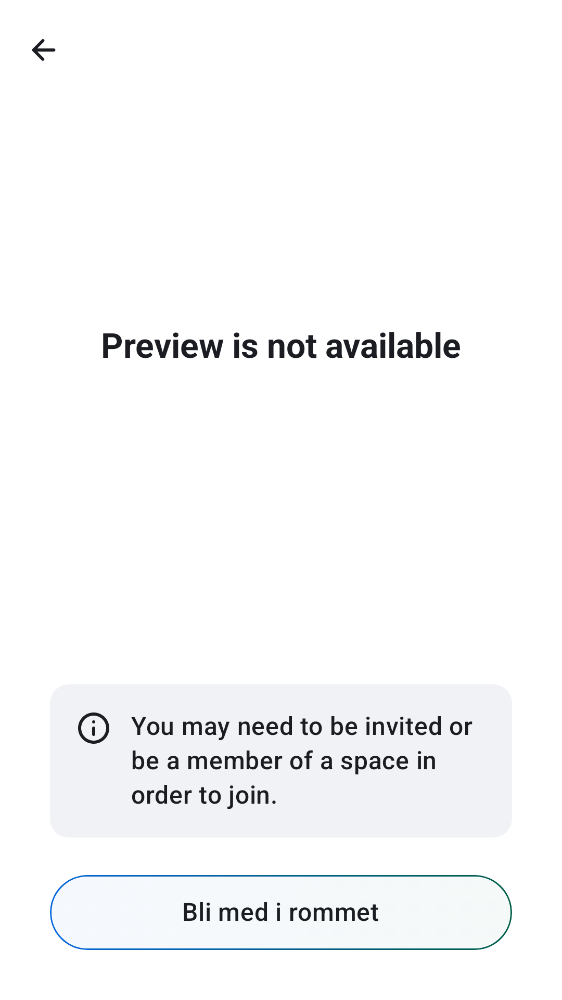 Preview is not available
You may need to be invited or
be a member of a space in
order to join.
Bli med i rommet